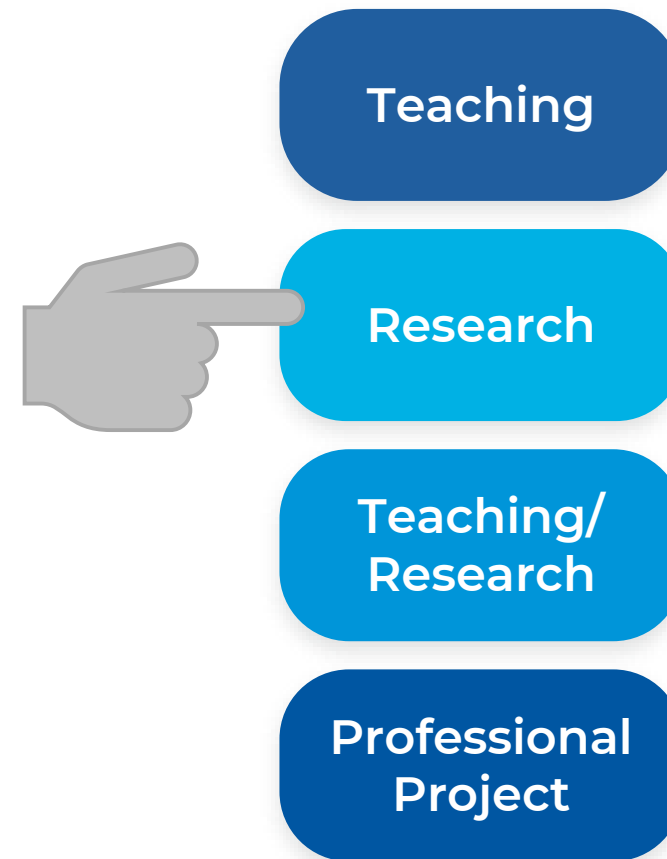 Teaching
Research
Teaching/
Research
Professional
Project